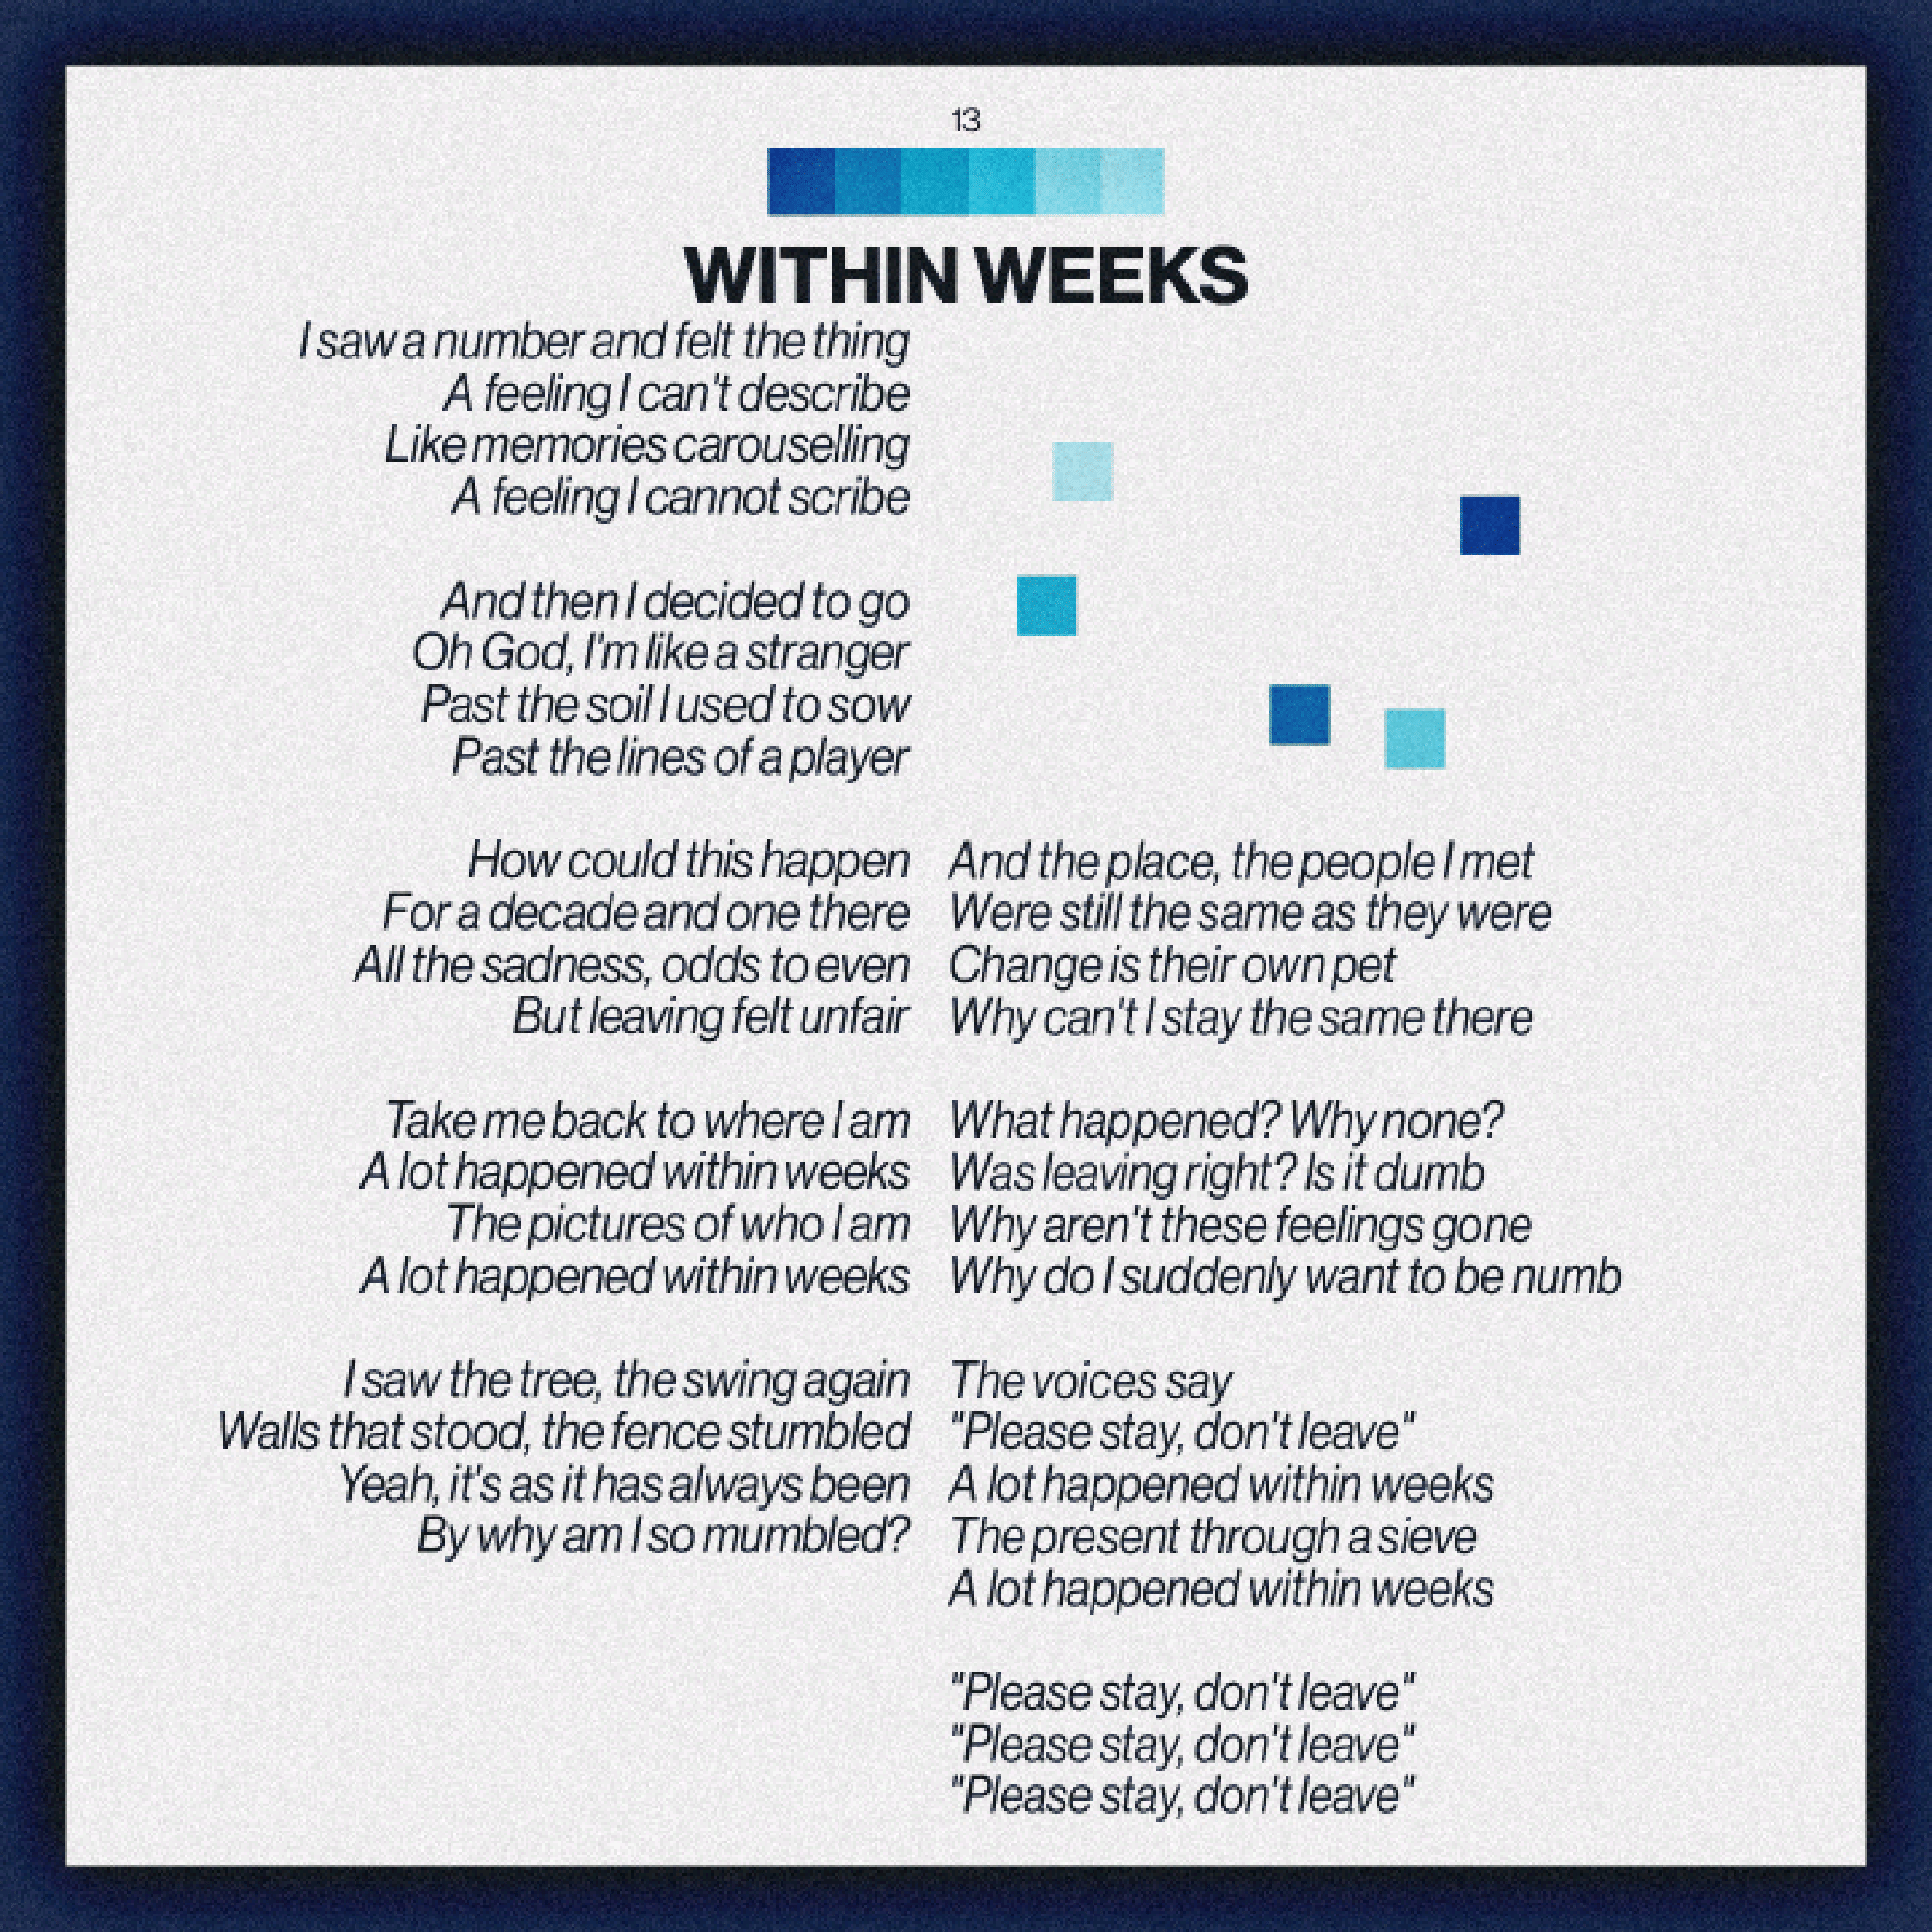 13
WITHIN WEEKS
I saw a number and felt the thing
A feeling I can't describe
Like memories carouselling
A feeling I cannot scribe
And then I decided to go
Oh God, I'm like a stranger
Past the soil I used to sow
Past the lines of a player
How could this happen
For a decade and one there
All the sadness, odds to even
But leaving felt unfair
Take me back to where I am
A lot happened within weeks
The pictures of who I am
A lot happened within weeks
I saw the tree, the swing again
Walls that stood, the fence stumbled
Yeah, it's as it has always been
By why am I so mumbled?
And the place, the people I met
Were still the same as they were
Change is their own pet
Why can't I stay the same there
What happened? Why none?
Was leaving right? Is it dumb
Why aren't these feelings gone
Why do I suddenly want to be numb
The voices say
"Please stay, don't leave"
A lot happened within weeks
The present through a sieve
A lot happened within weeks
"Please stay, don't leave"
"Please stay, don't leave"
"Please stay, don't leave"